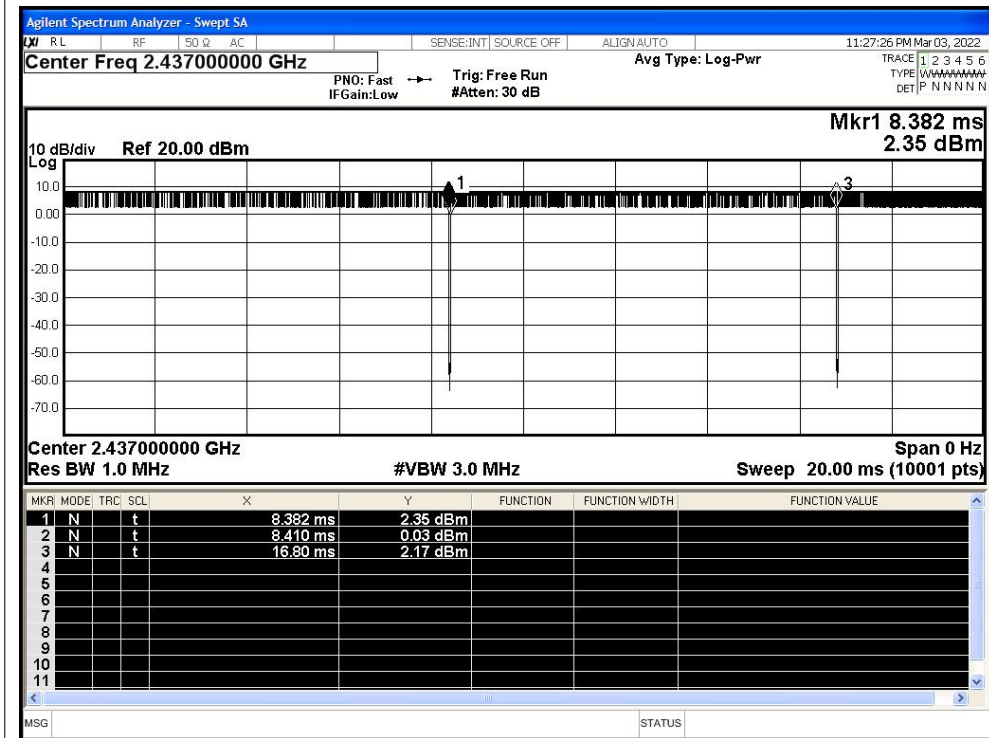 Agilent Spectrum Analyzer - Swept SA
LXI RL RF 50 Ω AC SENSE:INT SOURCE OFF ALIGN AUTO 11:27:26 PM Mar 03, 2022
Center Freq 2.437000000 GHz Avg Type: Log-Pwr TRACE 1 2 3 4 5 6
PNO: Fast Trig: Free Run TYPE WWWWWW
IFGain:Low #Atten: 30 dB DET P N N N N N
Mkr1 8.382 ms
10 dB/div Ref 20.00 dBm 2.35 dBm
Log
1 3
10.0
0.00
-10.0
-20.0
-30.0
-40.0
-50.0
-60.0
-70.0
Center 2.437000000 GHz Span 0 Hz
Res BW 1.0 MHz #VBW 3.0 MHz Sweep 20.00 ms (10001 pts)
MKR MODE TRC SCL X Y FUNCTION FUNCTION WIDTH FUNCTION VALUE
1 N t 8.382 ms 2.35 dBm
2 N t 8.410 ms 0.03 dBm
3 N t 16.80 ms 2.17 dBm
4
5
6
7
8
9
10
11
MSG STATUS